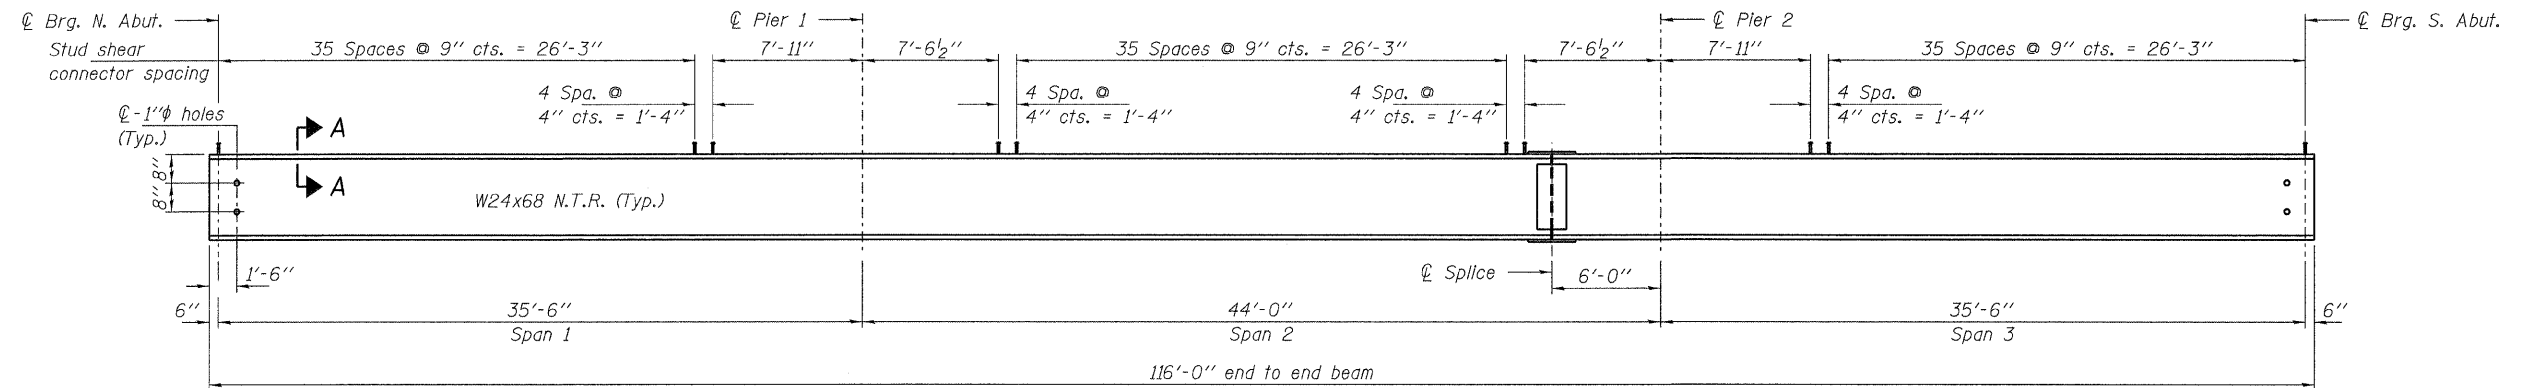 ℄ Brg. N. Abut.
℄ Pier 1
℄ Pier 2
℄ Brg. S. Abut.
Stud shear
connector spacing
35 Spaces @ 9" cts. = 26'-3"
7'-11"
7'-6½"
35 Spaces @ 9" cts. = 26'-3"
7'-6½"
7'-11"
35 Spaces @ 9" cts. = 26'-3"
4 Spa. @
4" cts. = 1'-4"
4 Spa. @
4" cts. = 1'-4"
4 Spa. @
4" cts. = 1'-4"
4 Spa. @
4" cts. = 1'-4"
℄-1"ϕ holes
(Typ.)
A
A
8"
8"
W24x68 N.T.R. (Typ.)
1'-6"
℄ Splice
6'-0"
6"
35'-6"
44'-0"
35'-6"
6"
Span 1
Span 2
Span 3
116'-0" end to end beam